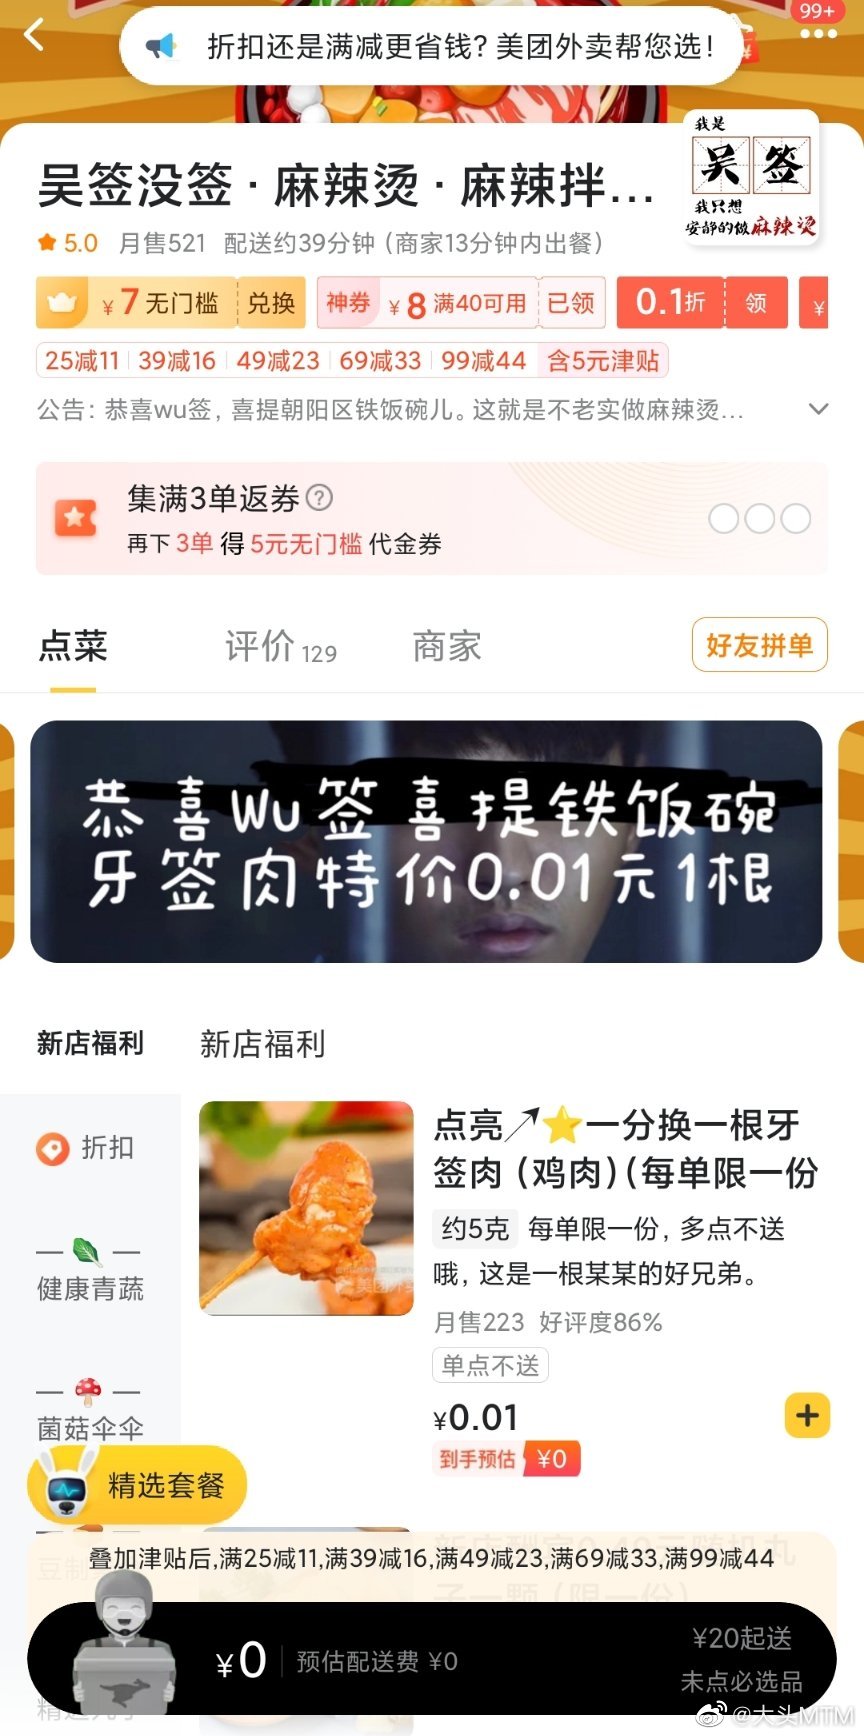 99+
折扣还是满减更省钱？美团外卖帮您选！
吴签没签·麻辣烫·麻辣拌...
我是
吴签
我只想
安静的做麻辣烫
5.0 月售521 配送约39分钟（商家13分钟内出餐）
¥7无门槛 兑换 神券 ¥8满40可用 已领 0.1折 领 ¥
25减11 39减16 49减23 69减33 99减44 含5元津贴
公告：恭喜wu签，喜提朝阳区铁饭碗儿。这就是不老实做麻辣烫...
集满3单返券?
再下3单得5元无门槛代金券
点菜 评价129 商家 好友拼单
恭喜Wu签喜提铁饭碗
牙签肉特价0.01元1根
新店福利 新店福利
折扣
健康青蔬
菌菇伞伞
点亮↗⭐一分换一根牙
签肉（鸡肉）（每单限一份
约5克 每单限一份，多点不送
哦，这是一根某某的好兄弟。
月售223 好评度86%
单点不送
¥0.01
到手预估 ¥0
精选套餐
叠加津贴后,满25减11,满39减16,满49减23,满69减33,满99减44
¥0 预估配送费 ¥0
¥20起送
未点必选品
@大头MTM